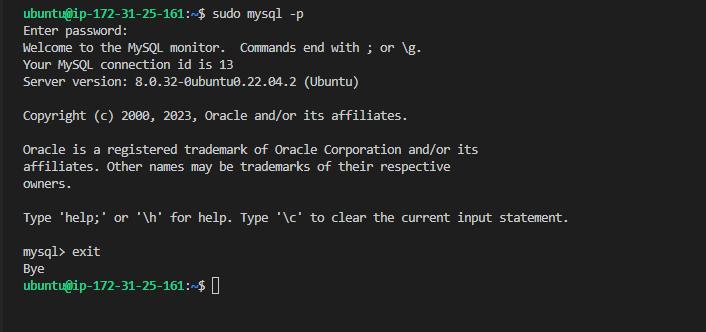 ubuntu@ip-172-31-25-161:~$ sudo mysql -p
Enter password:
Welcome to the MySQL monitor.  Commands end with ; or \g.
Your MySQL connection id is 13
Server version: 8.0.32-0ubuntu0.22.04.2 (Ubuntu)
Copyright (c) 2000, 2023, Oracle and/or its affiliates.
Oracle is a registered trademark of Oracle Corporation and/or its
affiliates. Other names may be trademarks of their respective
owners.
Type 'help;' or '\h' for help. Type '\c' to clear the current input statement.
mysql> exit
Bye
ubuntu@ip-172-31-25-161:~$